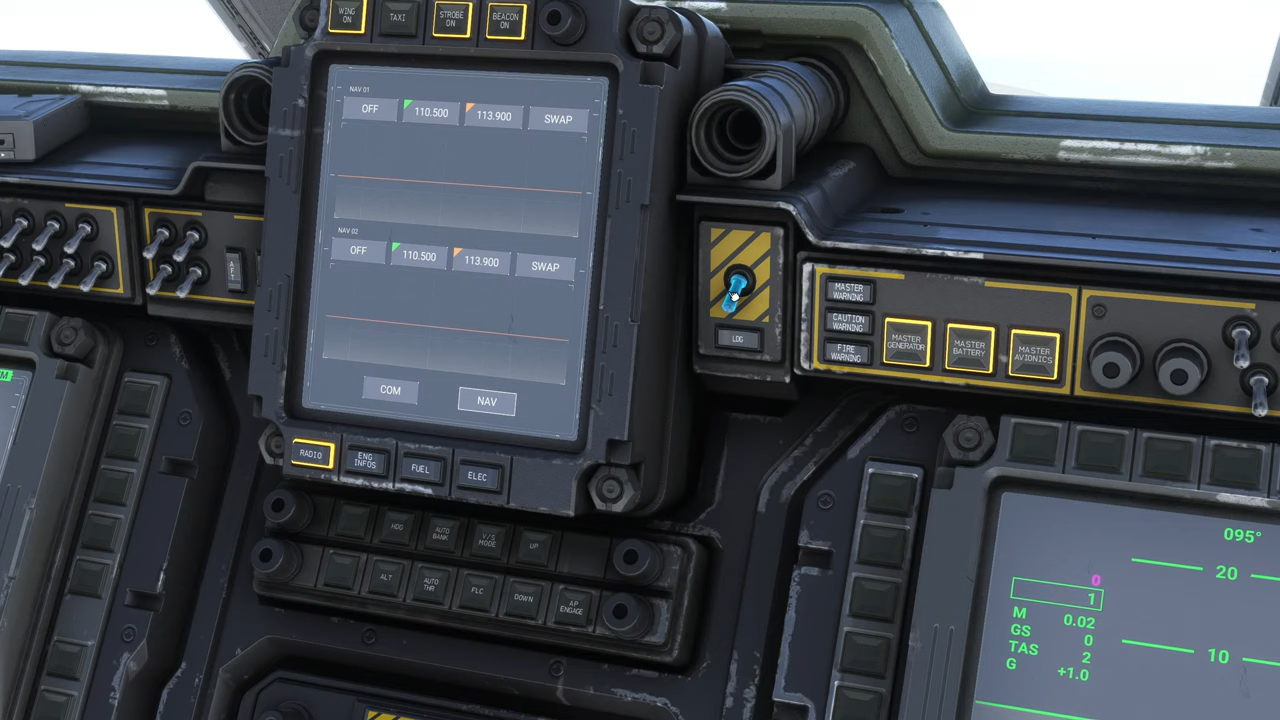 WING
ON
TAXI
STROBE
ON
BEACON
ON
NAV 01
OFF
110.500
113.900
SWAP
NAV 02
OFF
110.500
113.900
SWAP
COM
NAV
RADIO
ENG
INFOS
FUEL
ELEC
AFT
LDG
MASTER
WARNING
CAUTION
WARNING
FIRE
WARNING
MASTER
GENERATOR
MASTER
BATTERY
MASTER
AVIONICS
HDG
AUTO
BANK
V/S
MODE
UP
ALT
AUTO
THR
FLC
DOWN
AP
ENGAGE
095°
20
0
1
M 0.02
GS 0
TAS 2
G +1.0
10